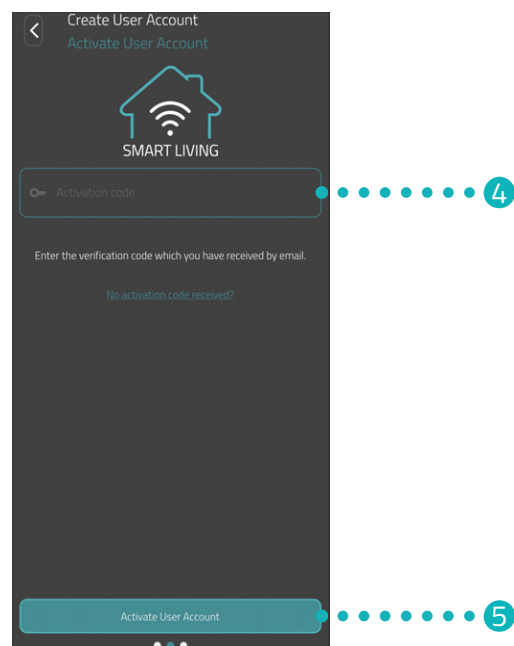 Create User Account
Activate User Account
SMART LIVING
Activation code
4
Enter the verification code which you have received by email.
No activation code received?
Activate User Account
5